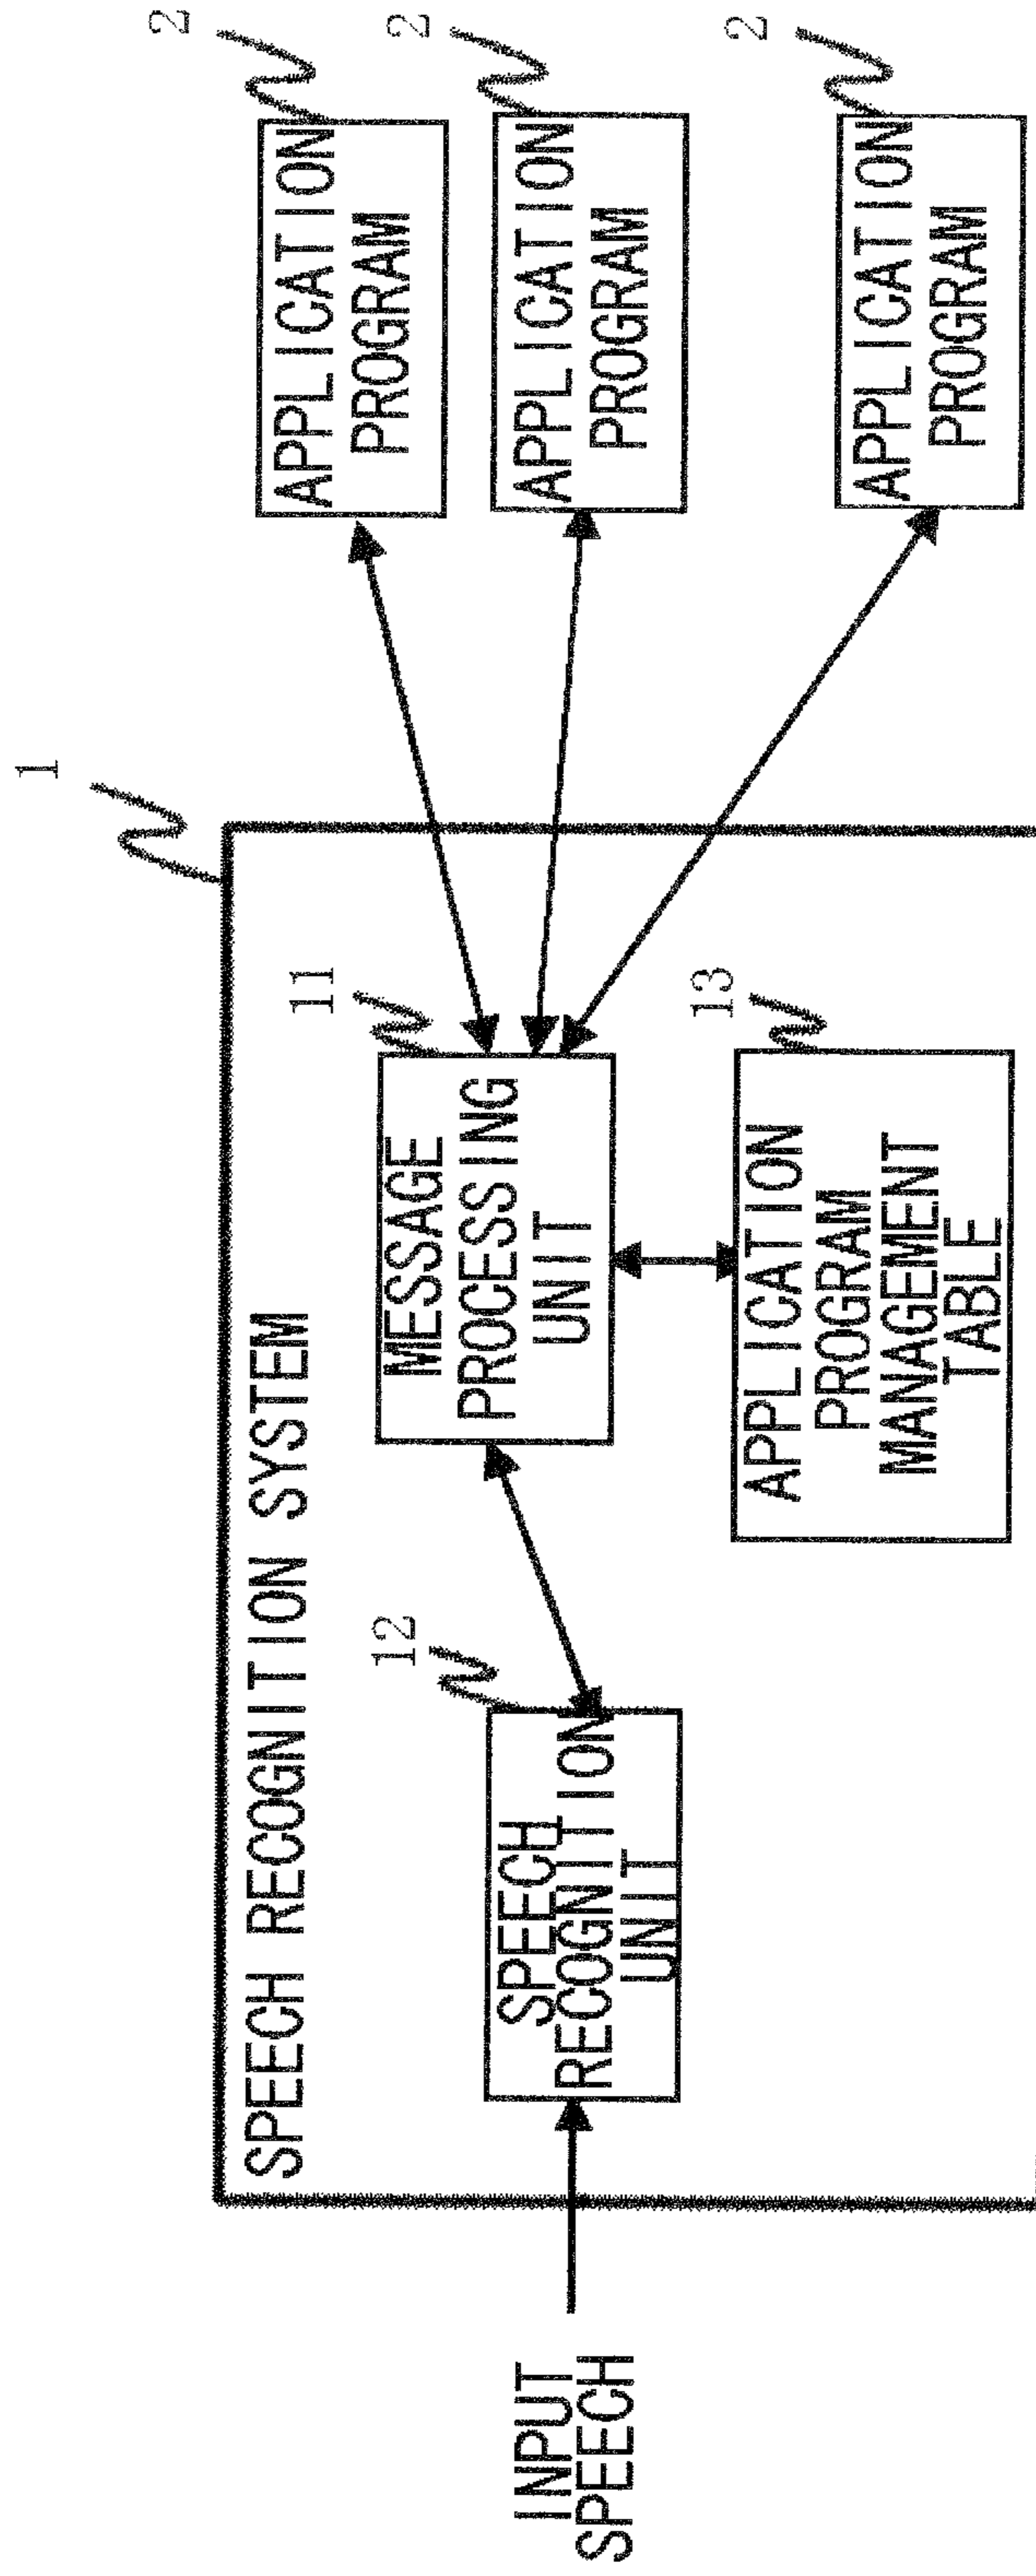 1
SPEECH RECOGNITION SYSTEM
INPUT
SPEECH
12
SPEECH
RECOGNITION
UNIT
11
MESSAGE
PROCESSING
UNIT
13
APPLICATION
PROGRAM
MANAGEMENT
TABLE
2
APPLICATION
PROGRAM
2
APPLICATION
PROGRAM
2
APPLICATION
PROGRAM